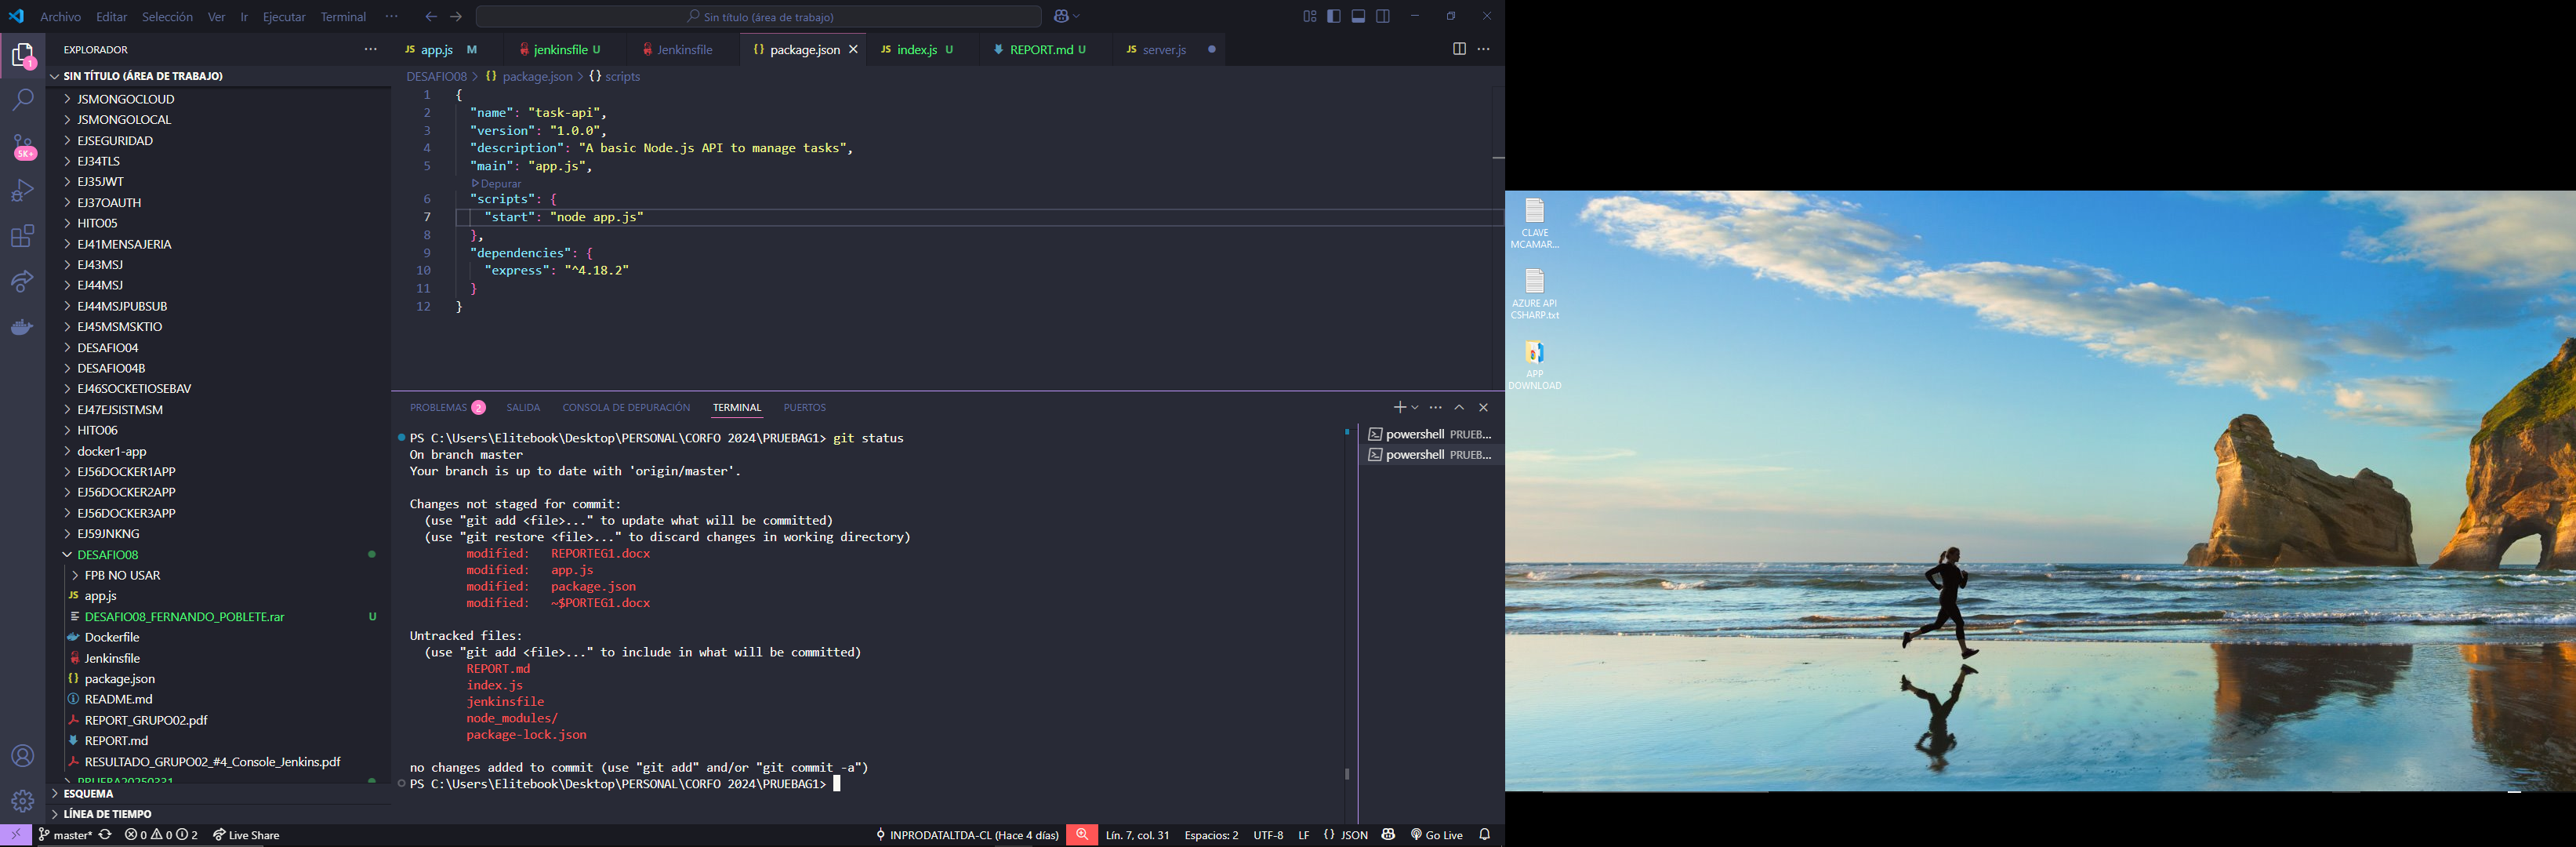 Archivo Editar Selección Ver Ir Ejecutar Terminal ··· Sin título (área de trabajo)
EXPLORADOR
app.js M jenkinsfile U Jenkinsfile package.json index.js U REPORT.md U server.js
DESAFIO08 > {} package.json > {} scripts
1
SIN TÍTULO (ÁREA DE TRABAJO)
JSMONGOCLOUD
JSMONGOLOCAL
EJSEGURIDAD
EJ34TLS
EJ35JWT
EJ37OAUTH
HITO05
EJ41MENSAJERIA
EJ43MSJ
EJ44MSJ
EJ44MSJPUBSUB
EJ45MSMSKTIO
DESAFIO04
DESAFIO04B
EJ46SOCKETIOSEBAV
EJ47EJSISTMSM
HITO06
docker1-app
EJ56DOCKER1APP
EJ56DOCKER2APP
EJ56DOCKER3APP
EJ59JNKNG
DESAFIO08
FPB NO USAR
JS app.js
DESAFIO08_FERNANDO_POBLETE.rar U
Dockerfile
Jenkinsfile
{} package.json
README.md
REPORT_GRUPO02.pdf
REPORT.md
RESULTADO_GRUPO02_#4_Console_Jenkins.pdf
PRUEBA20250331
ESQUEMA
LÍNEA DE TIEMPO
5K+
1 {
2 "name": "task-api",
3 "version": "1.0.0",
4 "description": "A basic Node.js API to manage tasks",
5 "main": "app.js",
Depurar
6 "scripts": {
7 "start": "node app.js"
8 },
9 "dependencies": {
10 "express": "^4.18.2"
11 }
12 }
PROBLEMAS 2 SALIDA CONSOLA DE DEPURACIÓN TERMINAL PUERTOS
PS C:\Users\Elitebook\Desktop\PERSONAL\CORFO 2024\PRUEBAG1> git status
On branch master
Your branch is up to date with 'origin/master'.
Changes not staged for commit:
(use "git add <file>..." to update what will be committed)
(use "git restore <file>..." to discard changes in working directory)
modified: REPORTEG1.docx
modified: app.js
modified: package.json
modified: ~$PORTEG1.docx
Untracked files:
(use "git add <file>..." to include in what will be committed)
REPORT.md
index.js
jenkinsfile
node_modules/
package-lock.json
no changes added to commit (use "git add" and/or "git commit -a")
PS C:\Users\Elitebook\Desktop\PERSONAL\CORFO 2024\PRUEBAG1>
powershell PRUEB...
powershell PRUEB...
master* 0 0 2 Live Share INPRODATALTDA-CL (Hace 4 días) Lín. 7, col. 31 Espacios: 2 UTF-8 LF {} JSON Go Live
CLAVE
MCAMAR...
AZURE API
CSHARP.txt
APP
DOWNLOAD